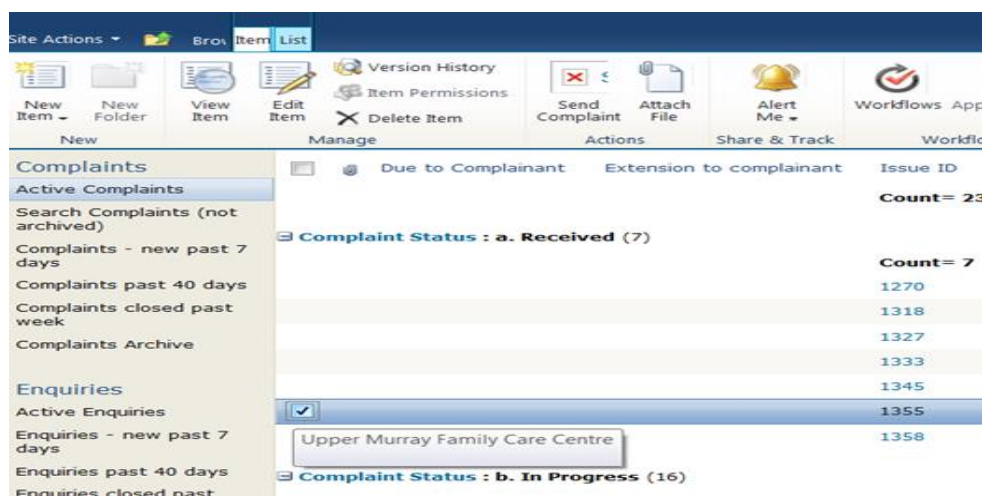 Site Actions
Item List
Version History
Item Permissions
Delete Item
New Item
New Folder
View Item
Edit Item
Send Complaint
Attach File
Alert Me
Workflows
New
Manage
Actions
Share & Track
Complaints
Active Complaints
Search Complaints (not
archived)
Complaints - new past 7
days
Complaints past 40 days
Complaints closed past
week
Complaints Archive
Enquiries
Active Enquiries
Enquiries - new past 7
days
Enquiries past 40 days
Enquiries closed past
Due to Complainant Extension to complainant Issue ID
Count= 23
Complaint Status : a. Received (7)
Count= 7
1270
1318
1327
1333
1345
1355
Upper Murray Family Care Centre
1358
Complaint Status : b. In Progress (16)